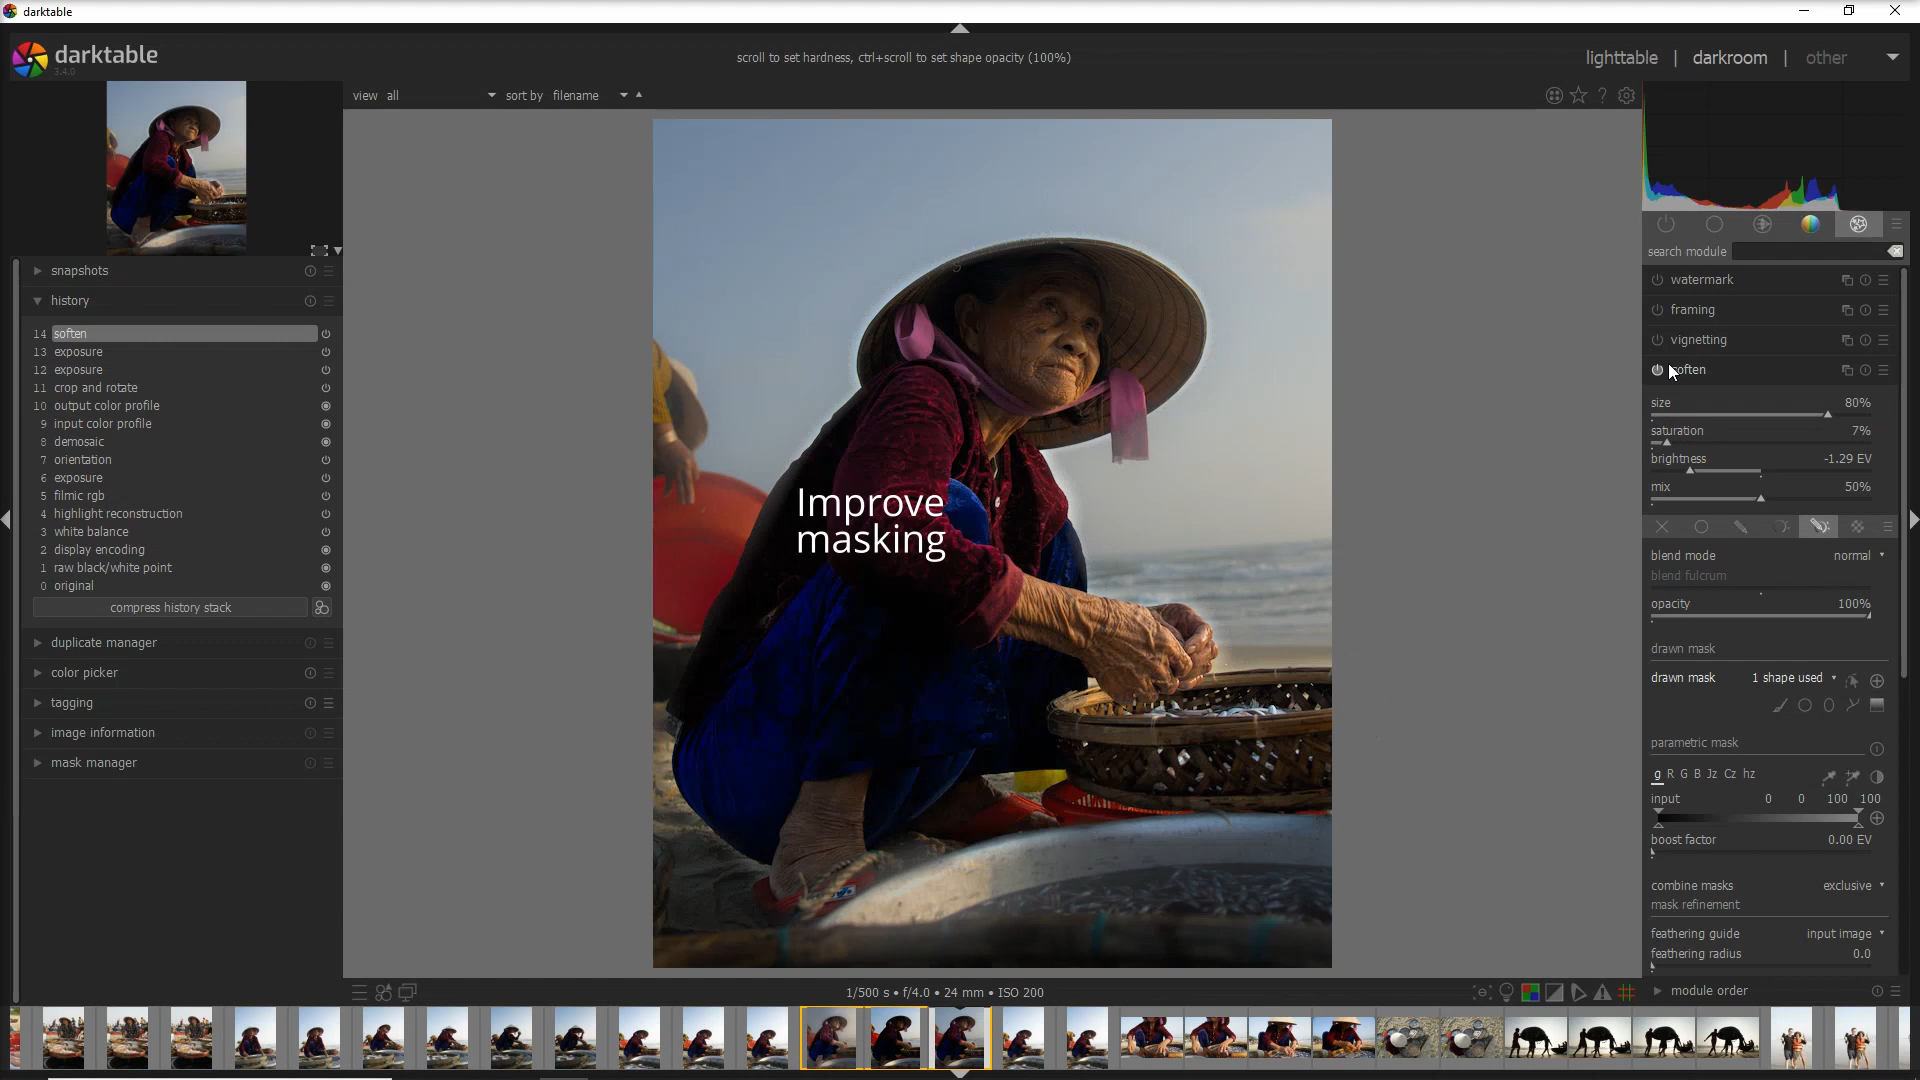 darktable
darktable
3.4.0
scroll to set hardness, ctrl+scroll to set shape opacity (100%)
lighttable | darkroom | other
view all sort by filename
snapshots
history
14 soften
13 exposure
12 exposure
11 crop and rotate
10 output color profile
9 input color profile
8 demosaic
7 orientation
6 exposure
5 filmic rgb
4 highlight reconstruction
3 white balance
2 display encoding
1 raw black/white point
0 original
compress history stack
duplicate manager
color picker
tagging
image information
mask manager
Improve
masking
1/500 s • f/4.0 • 24 mm • ISO 200
search module
watermark
framing
vignetting
soften
size 80%
saturation 7%
brightness -1.29 EV
mix 50%
blend mode normal
blend fulcrum
opacity 100%
drawn mask
drawn mask 1 shape used
parametric mask
g R G B Jz Cz hz
input 0 0 100 100
boost factor 0.00 EV
combine masks exclusive
mask refinement
feathering guide input image
feathering radius 0.0
module order